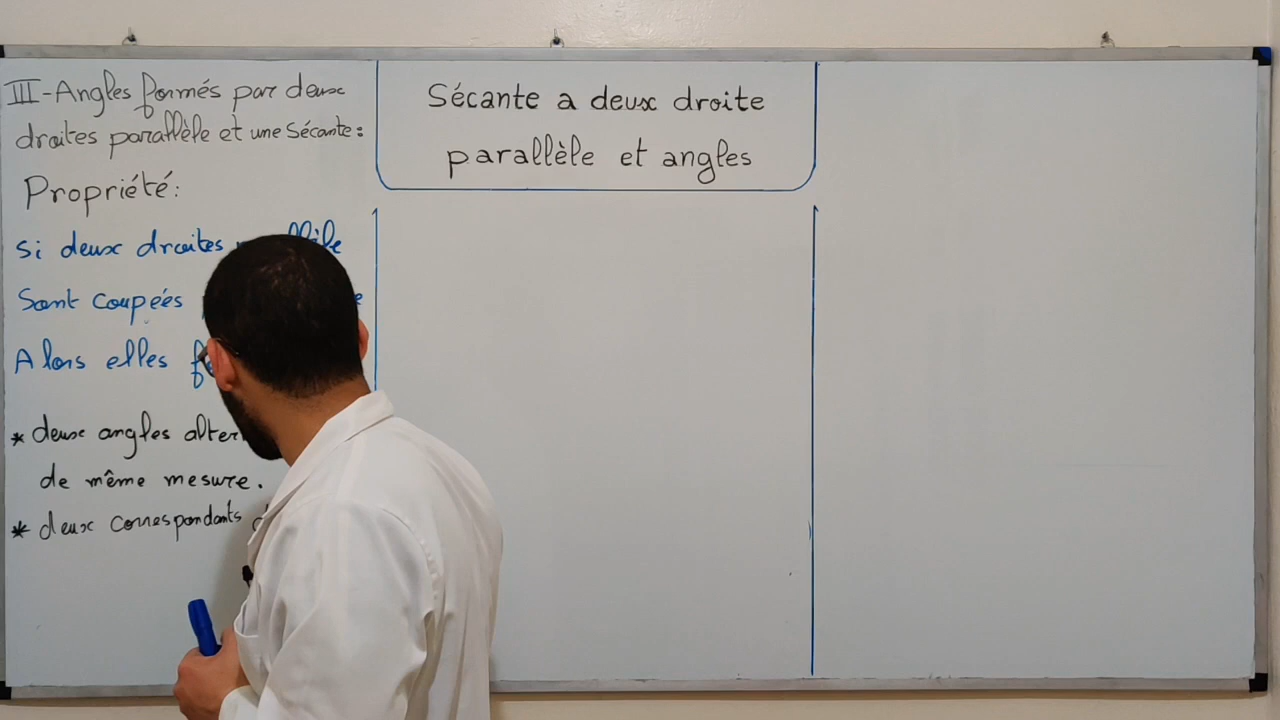 III-Angles formés par deux
droites parallèle et une sécante:
Propriété:
Si deux droites
Sont coupées
Alors elles
* deux angles
de même mesure.
* deux correspondants
Sécante a deux droite
parallèle et angles